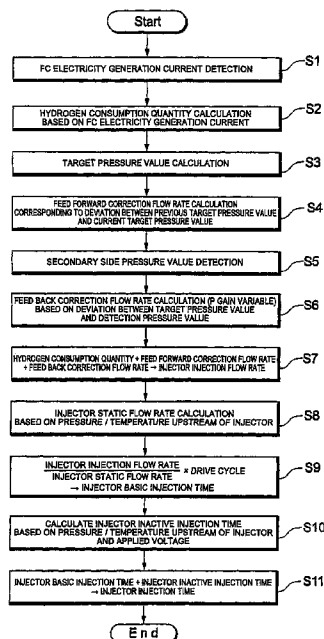 Start
FC ELECTRICITY GENERATION CURRENT DETECTION
S1
HYDROGEN CONSUMPTION QUANTITY CALCULATION
BASED ON FC ELECTRICITY GENERATION CURRENT
S2
TARGET PRESSURE VALUE CALCULATION
S3
FEED FORWARD CORRECTION FLOW RATE CALCULATION
CORRESPONDING TO DEVIATION BETWEEN PREVIOUS TARGET PRESSURE VALUE
AND CURRENT TARGET PRESSURE VALUE
S4
SECONDARY SIDE PRESSURE VALUE DETECTION
S5
FEED BACK CORRECTION FLOW RATE CALCULATION (P GAIN VARIABLE)
BASED ON DEVIATION BETWEEN TARGET PRESSURE VALUE
AND DETECTION PRESSURE VALUE
S6
HYDROGEN CONSUMPTION QUANTITY + FEED FORWARD CORRECTION FLOW RATE
+ FEED BACK CORRECTION FLOW RATE → INJECTOR INJECTION FLOW RATE
S7
INJECTOR STATIC FLOW RATE CALCULATION
BASED ON PRESSURE / TEMPERATURE UPSTREAM OF INJECTOR
S8
INJECTOR INJECTION FLOW RATE
INJECTOR STATIC FLOW RATE
× DRIVE CYCLE
→ INJECTOR BASIC INJECTION TIME
S9
CALCULATE INJECTOR INACTIVE INJECTION TIME
BASED ON PRESSURE / TEMPERATURE UPSTREAM OF INJECTOR
AND APPLIED VOLTAGE
S10
INJECTOR BASIC INJECTION TIME + INJECTOR INACTIVE INJECTION TIME
→ INJECTOR INJECTION TIME
S11
End